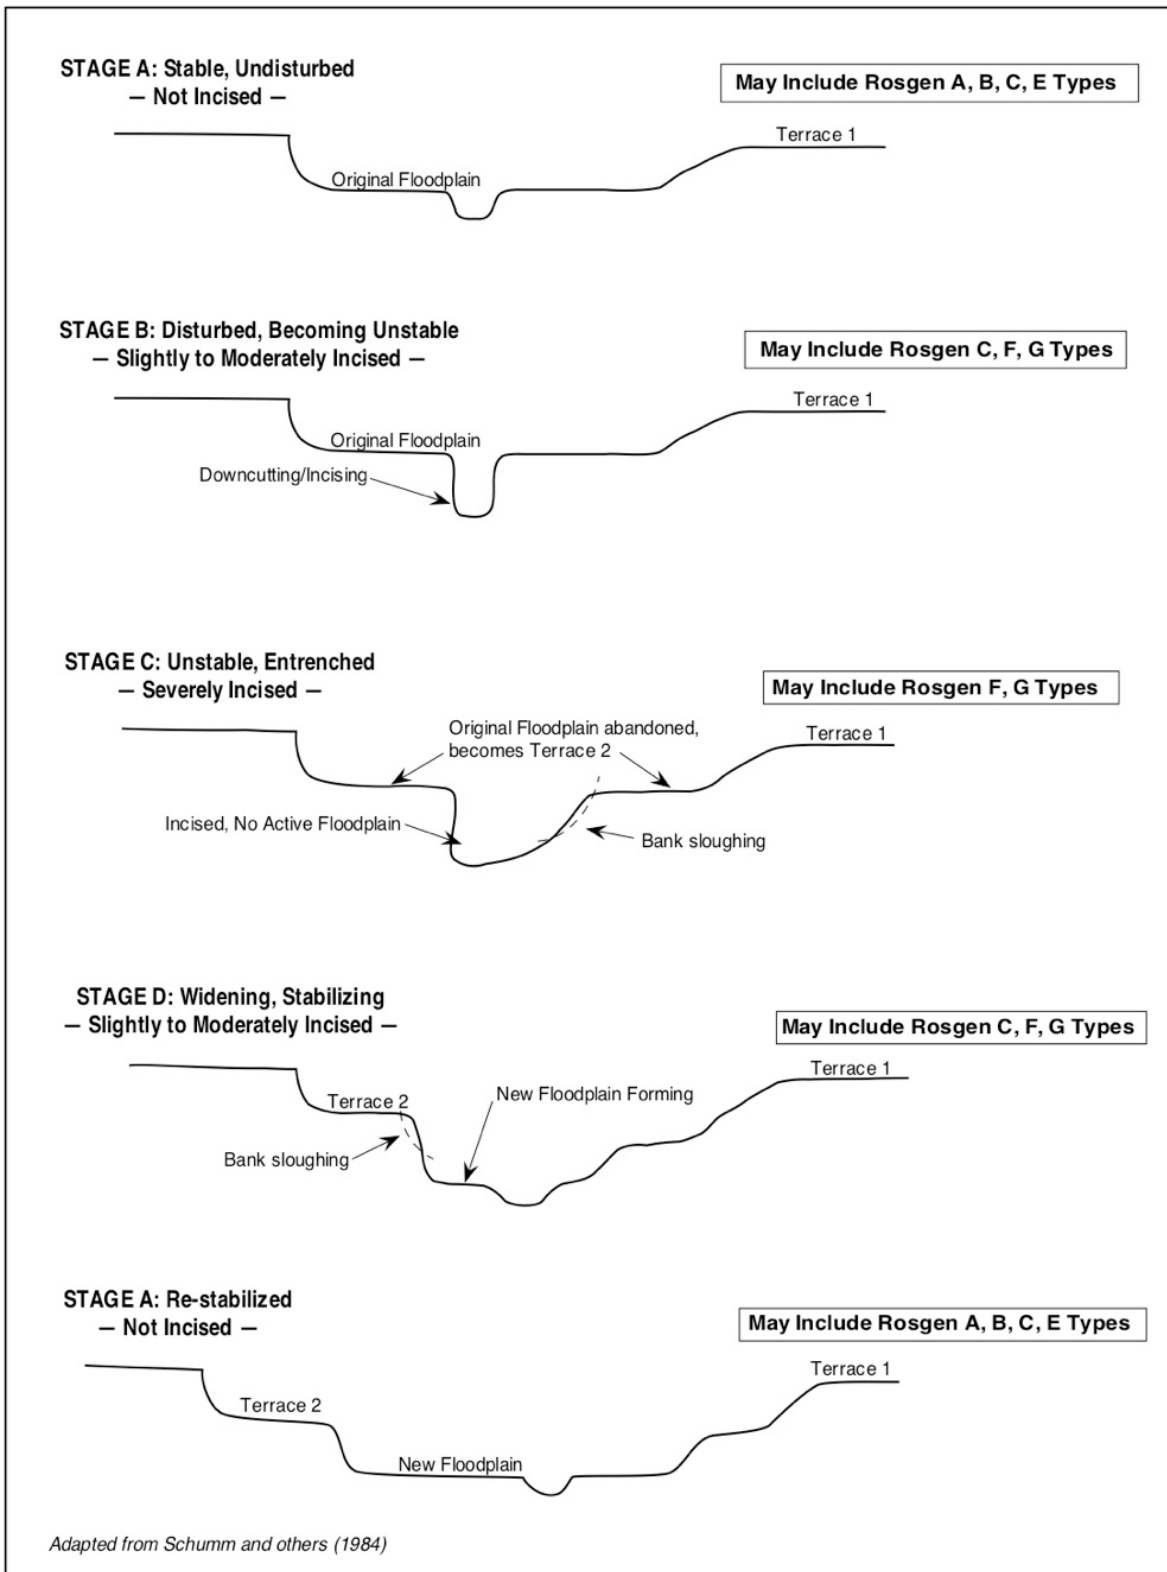 STAGE A: Stable, Undisturbed
— Not Incised —
May Include Rosgen A, B, C, E Types
Terrace 1
Original Floodplain
STAGE B: Disturbed, Becoming Unstable
— Slightly to Moderately Incised —
May Include Rosgen C, F, G Types
Terrace 1
Original Floodplain
Downcutting/Incising
STAGE C: Unstable, Entrenched
— Severely Incised —
May Include Rosgen F, G Types
Original Floodplain abandoned,
becomes Terrace 2
Terrace 1
Incised, No Active Floodplain
Bank sloughing
STAGE D: Widening, Stabilizing
— Slightly to Moderately Incised —
May Include Rosgen C, F, G Types
Terrace 1
New Floodplain Forming
Terrace 2
Bank sloughing
STAGE A: Re-stabilized
— Not Incised —
May Include Rosgen A, B, C, E Types
Terrace 1
Terrace 2
New Floodplain
Adapted from Schumm and others (1984)